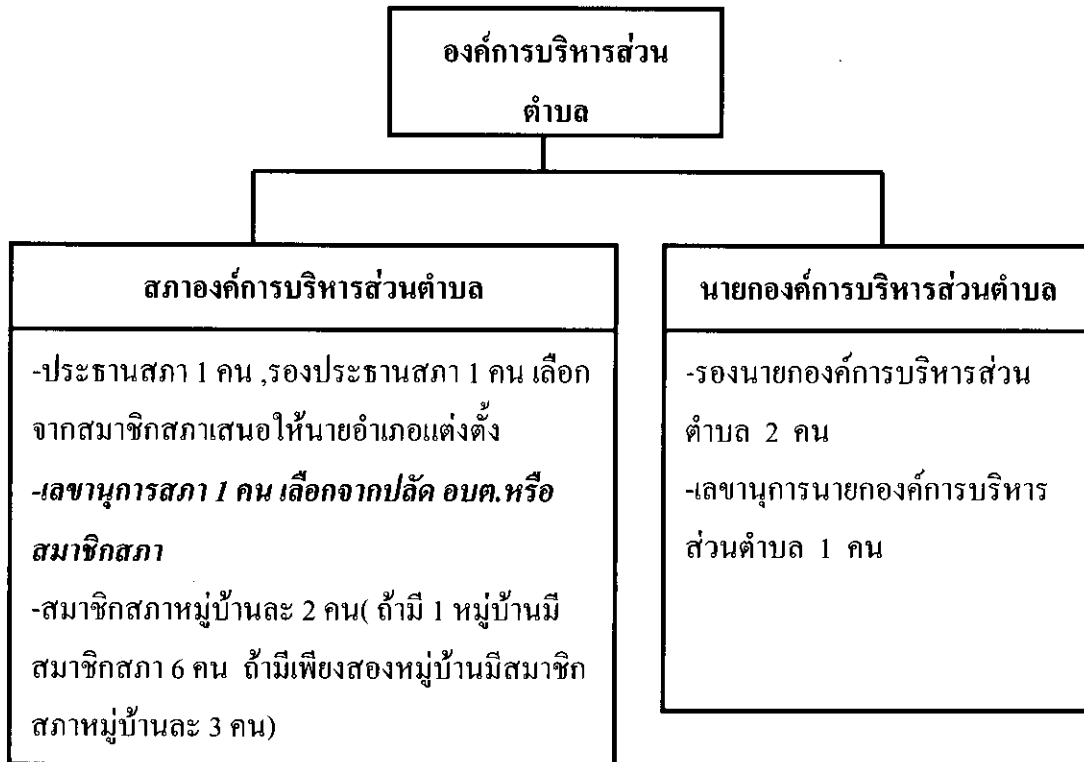 องค์การบริหารส่วน
ตำบล
สภาองค์การบริหารส่วนตำบล
-ประธานสภา 1 คน ,รองประธานสภา 1 คน เลือก
จากสมาชิกสภาเสนอให้นายอำเภอแต่งตั้ง
-เลขานุการสภา 1 คน เลือกจากปลัด อบต.หรือ
สมาชิกสภา
-สมาชิกสภาหมู่บ้านละ 2 คน( ถ้ามี 1 หมู่บ้านมี
สมาชิกสภา 6 คน ถ้ามีเพียงสองหมู่บ้านมีสมาชิก
สภาหมู่บ้านละ 3 คน)
นายกองค์การบริหารส่วนตำบล
-รองนายกองค์การบริหารส่วน
ตำบล 2 คน
-เลขานุการนายกองค์การบริหาร
ส่วนตำบล 1 คน